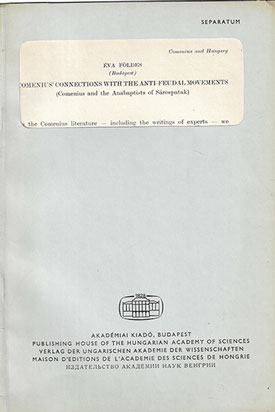 SEPARATUM
Comenius and Hungary
ÉVA FÖLDES
(Budapest)
COMENIUS' CONNECTIONS WITH THE ANTI-FEUDAL MOVEMENTS
(Comenius and the Anabaptists of Sárospatak)
the Comenius literature — including the writings of experts — we
AKADÉMIAI KIADÓ, BUDAPEST
PUBLISHING HOUSE OF THE HUNGARIAN ACADEMY OF SCIENCES
VERLAG DER UNGARISCHEN AKADEMIE DER WISSENSCHAFTEN
MAISON D'EDITIONS DE L'ACADEMIE DES SCIENCES DE HONGRIE
ИЗДАТЕЛЬСТВО АКАДЕМИИ НАУК ВЕНГРИИ